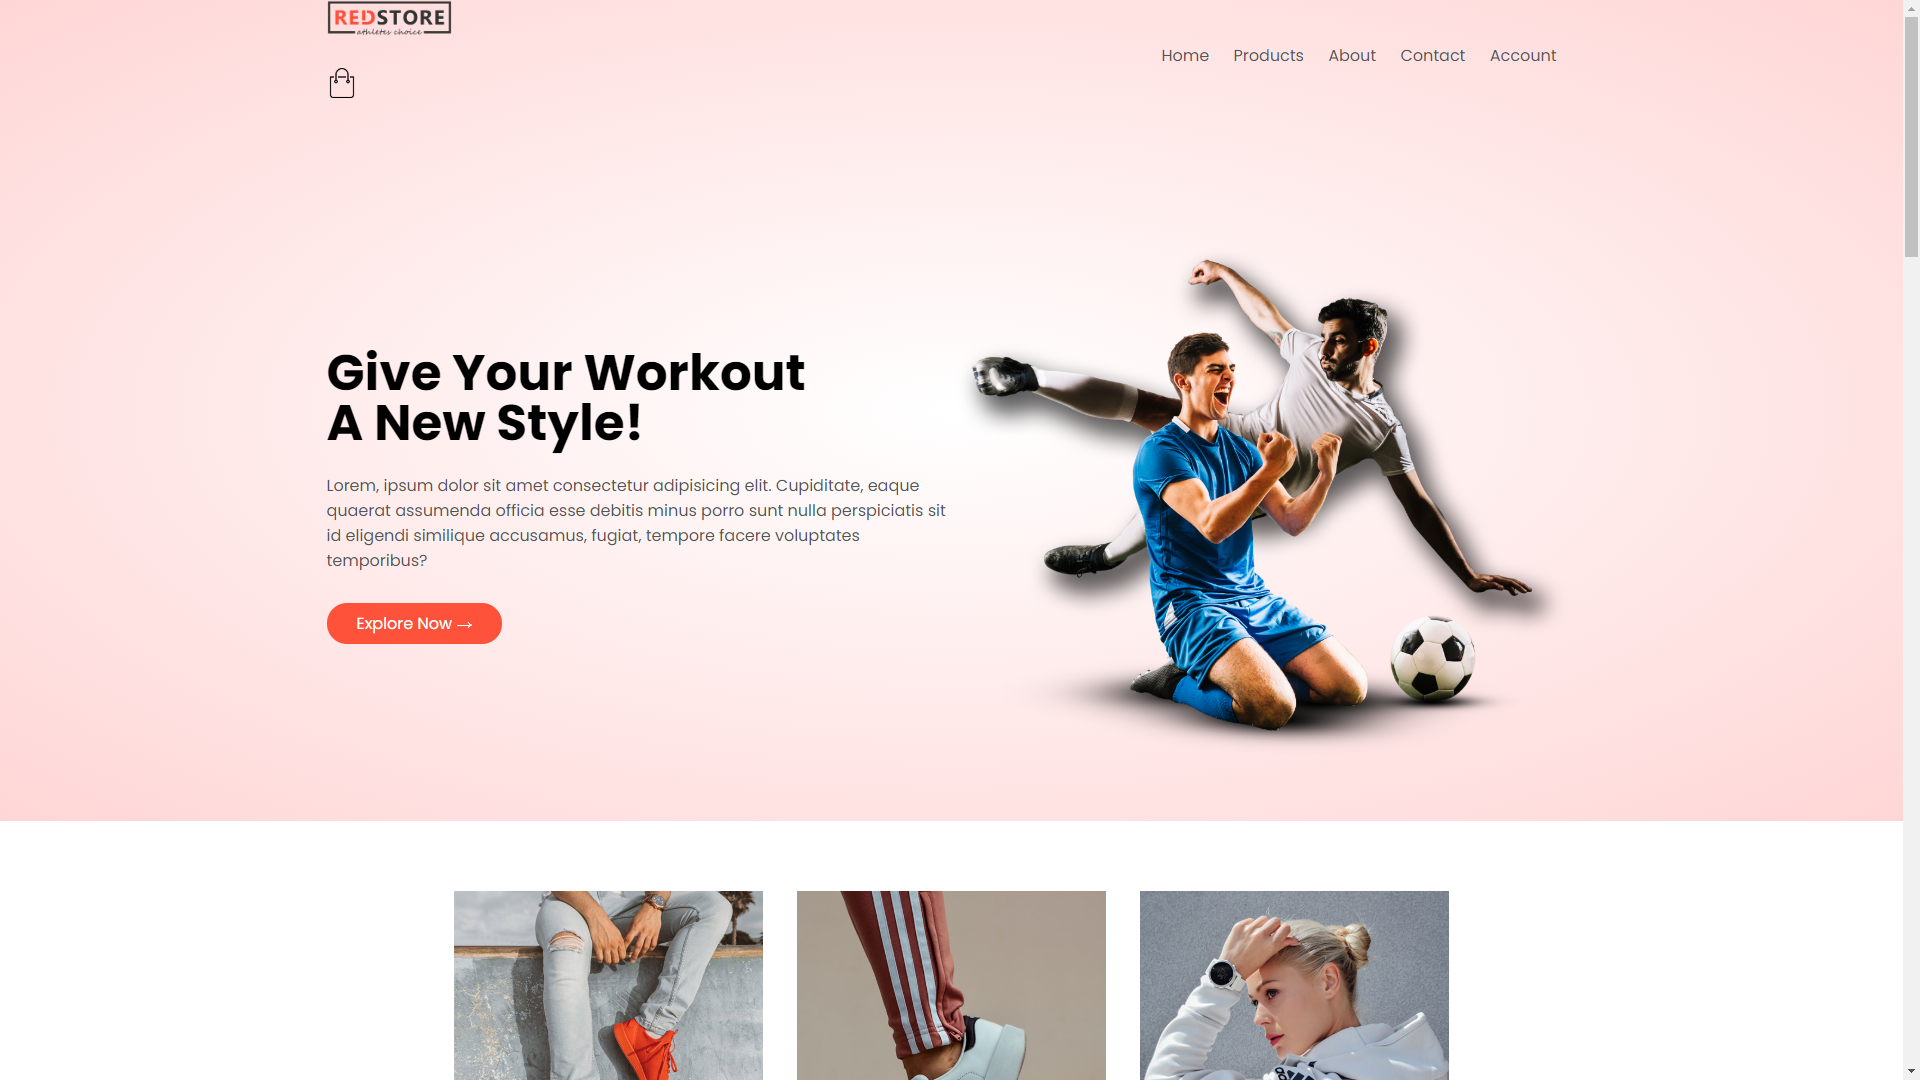 REDSTORE
athletes choice
Home Products About Contact Account
Give Your Workout
A New Style!
Lorem, ipsum dolor sit amet consectetur adipisicing elit. Cupiditate, eaque
quaerat assumenda officia esse debitis minus porro sunt nulla perspiciatis sit
id eligendi similique accusamus, fugiat, tempore facere voluptates
temporibus?
Explore Now →